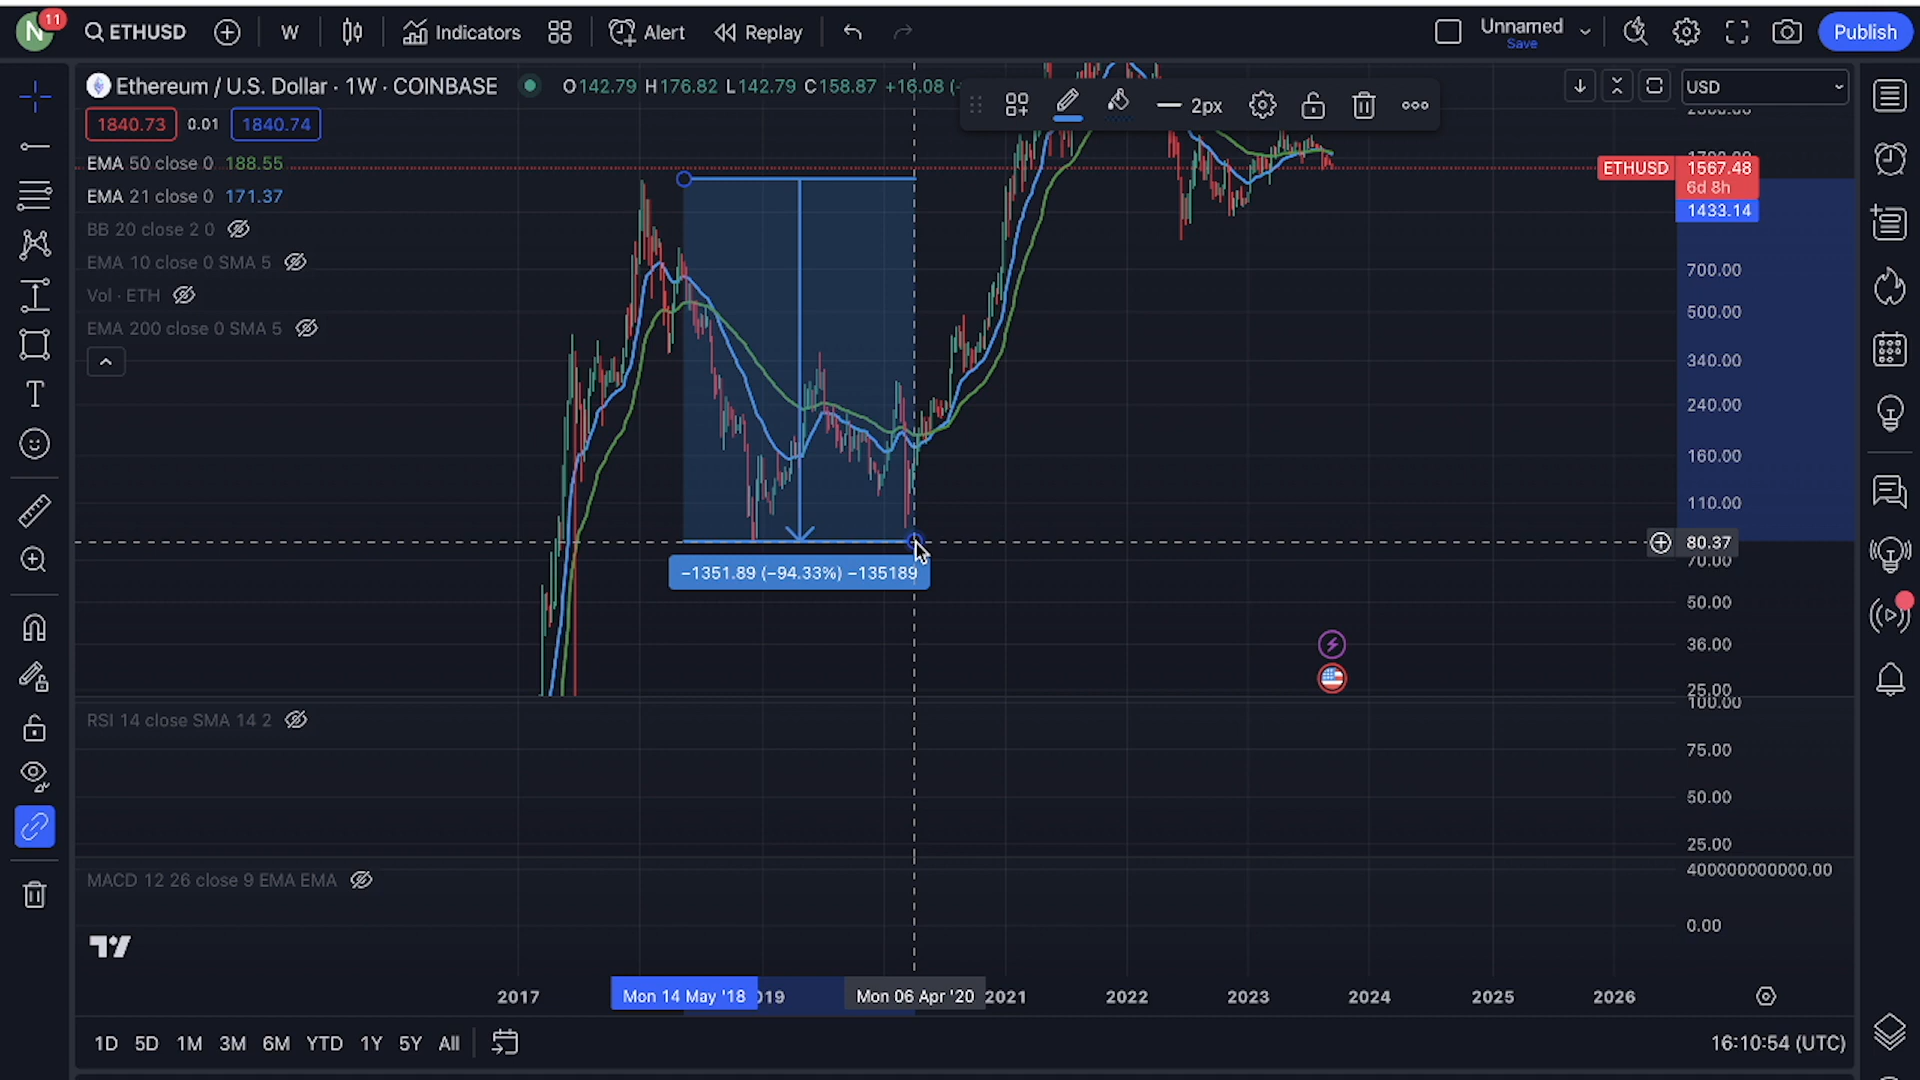 N 11 ETHUSD W Indicators Alert Replay Unnamed Save Publish
Ethereum / U.S. Dollar · 1W · COINBASE O142.79 H176.82 L142.79 C158.87 +16.08 (- 2px USD
1840.73 0.01 1840.74
EMA 50 close 0 188.55
ETHUSD 1567.48
6d 8h
EMA 21 close 0 171.37
1433.14
BB 20 close 2 0
EMA 10 close 0 SMA 5
700.00
Vol · ETH
500.00
EMA 200 close 0 SMA 5
340.00
240.00
160.00
110.00
80.37
70.00
−1351.89 (−94.33%) −135189
50.00
36.00
25.00
100.00
RSI 14 close SMA 14 2
75.00
50.00
25.00
400000000000.00
MACD 12 26 close 9 EMA EMA
0.00
2017 Mon 14 May '18 019 Mon 06 Apr '20 2021 2022 2023 2024 2025 2026
1D 5D 1M 3M 6M YTD 1Y 5Y All 16:10:54 (UTC)